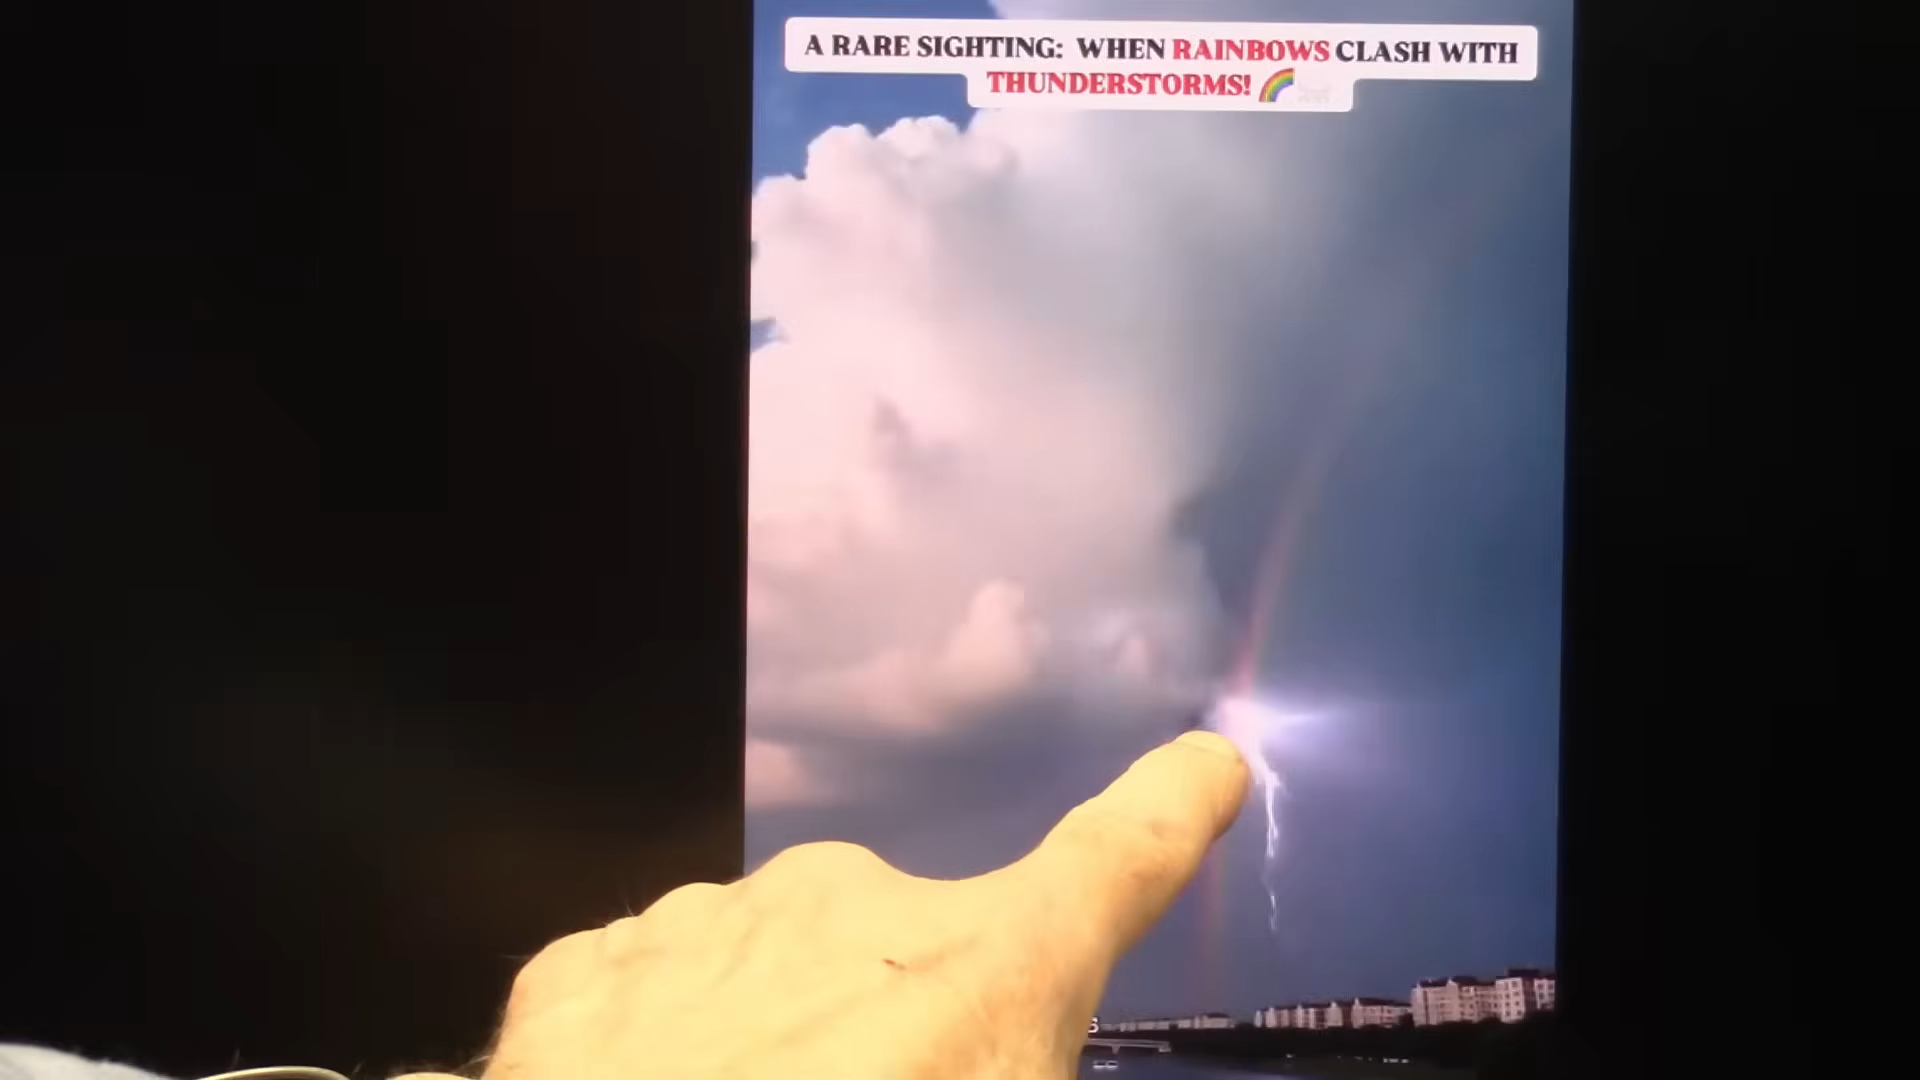 A RARE SIGHTING: WHEN RAINBOWS CLASH WITH
THUNDERSTORMS! 🌈